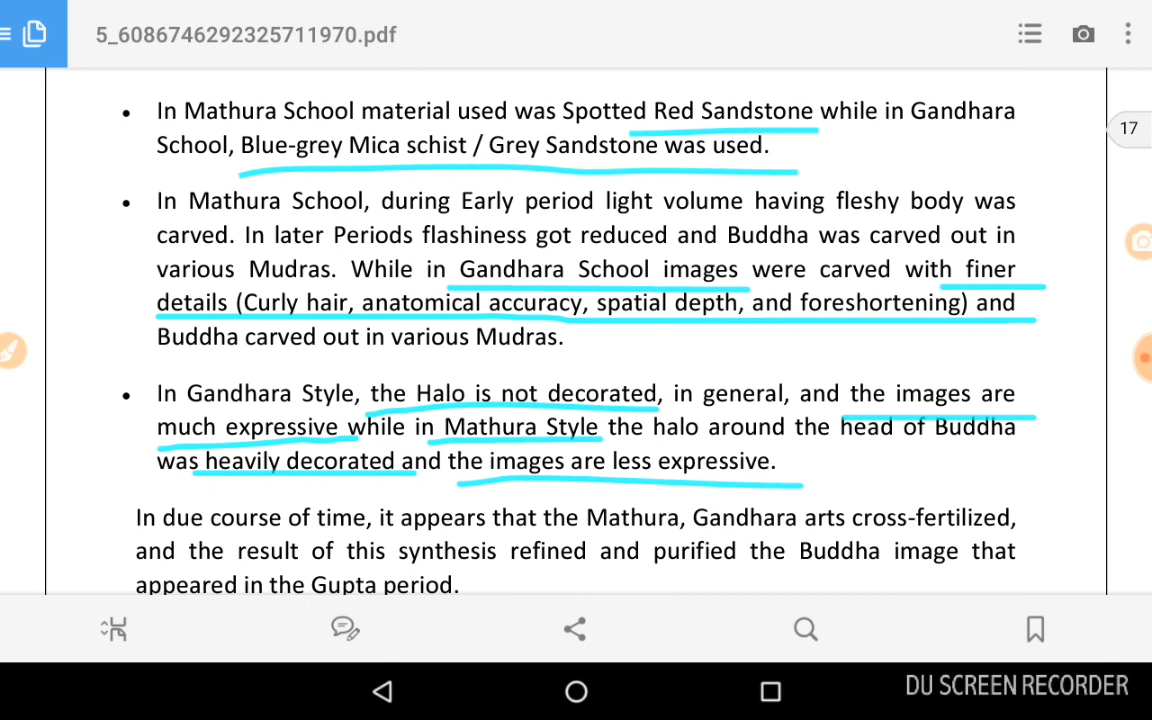 5_6086746292325711970.pdf
In Mathura School material used was Spotted Red Sandstone while in Gandhara
17
School, Blue-grey Mica schist / Grey Sandstone was used.
In Mathura School, during Early period light volume having fleshy body was
carved. In later Periods flashiness got reduced and Buddha was carved out in
various Mudras. While in Gandhara School images were carved with finer
details (Curly hair, anatomical accuracy, spatial depth, and foreshortening) and
Buddha carved out in various Mudras.
In Gandhara Style, the Halo is not decorated, in general, and the images are
much expressive while in Mathura Style the halo around the head of Buddha
was heavily decorated and the images are less expressive.
In due course of time, it appears that the Mathura, Gandhara arts cross-fertilized,
and the result of this synthesis refined and purified the Buddha image that
appeared in the Gupta period.
DU SCREEN RECORDER